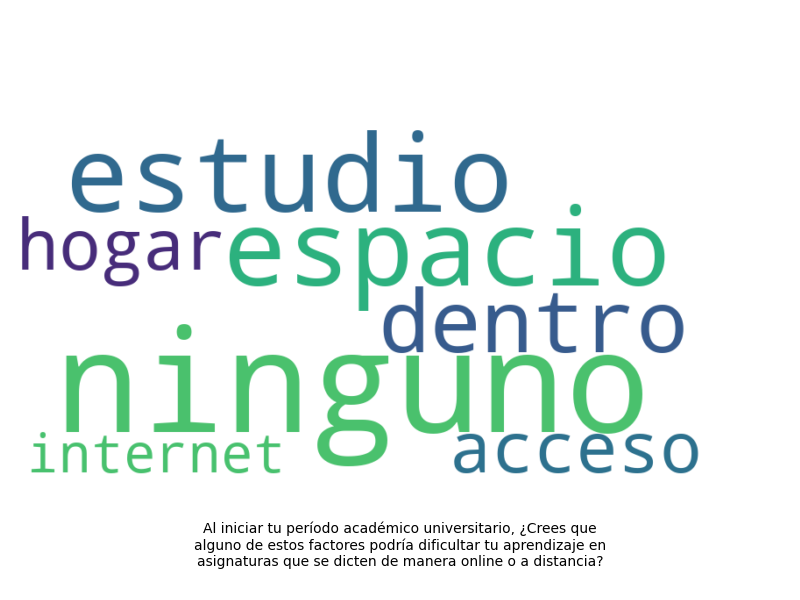 estudio
hogar espacio
dentro
ninguno
internet acceso
Al iniciar tu período académico universitario, ¿Crees que
alguno de estos factores podría dificultar tu aprendizaje en
asignaturas que se dicten de manera online o a distancia?